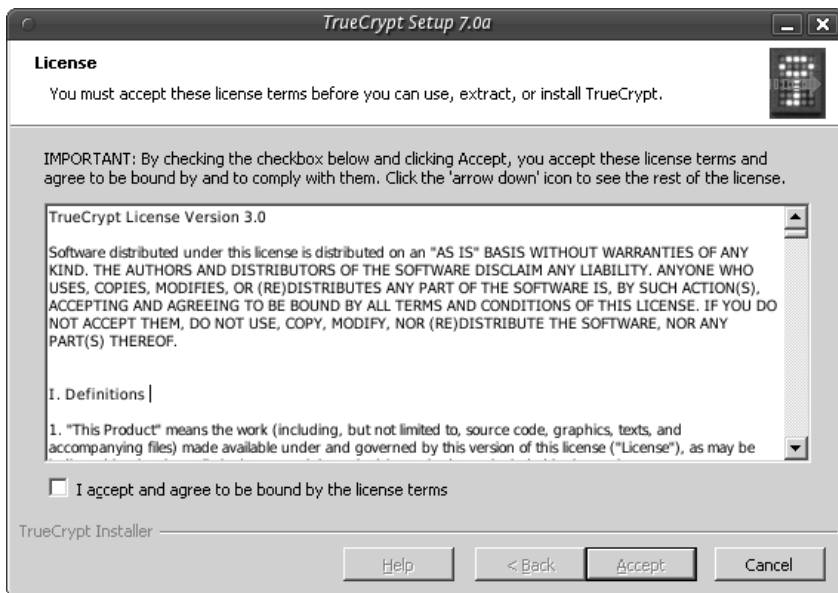 TrueCrypt Setup 7.0a
License
You must accept these license terms before you can use, extract, or install TrueCrypt.
IMPORTANT: By checking the checkbox below and clicking Accept, you accept these license terms and
agree to be bound by and to comply with them. Click the 'arrow down' icon to see the rest of the license.
TrueCrypt License Version 3.0
Software distributed under this license is distributed on an "AS IS" BASIS WITHOUT WARRANTIES OF ANY
KIND. THE AUTHORS AND DISTRIBUTORS OF THE SOFTWARE DISCLAIM ANY LIABILITY. ANYONE WHO
USES, COPIES, MODIFIES, OR (RE)DISTRIBUTES ANY PART OF THE SOFTWARE IS, BY SUCH ACTION(S),
ACCEPTING AND AGREEING TO BE BOUND BY ALL TERMS AND CONDITIONS OF THIS LICENSE. IF YOU DO
NOT ACCEPT THEM, DO NOT USE, COPY, MODIFY, NOR (RE)DISTRIBUTE THE SOFTWARE, NOR ANY
PART(S) THEREOF.
I. Definitions
1. "This Product" means the work (including, but not limited to, source code, graphics, texts, and
accompanying files) made available under and governed by this version of this license ("License"), as may be
I accept and agree to be bound by the license terms
TrueCrypt Installer
Help
< Back
Accept
Cancel